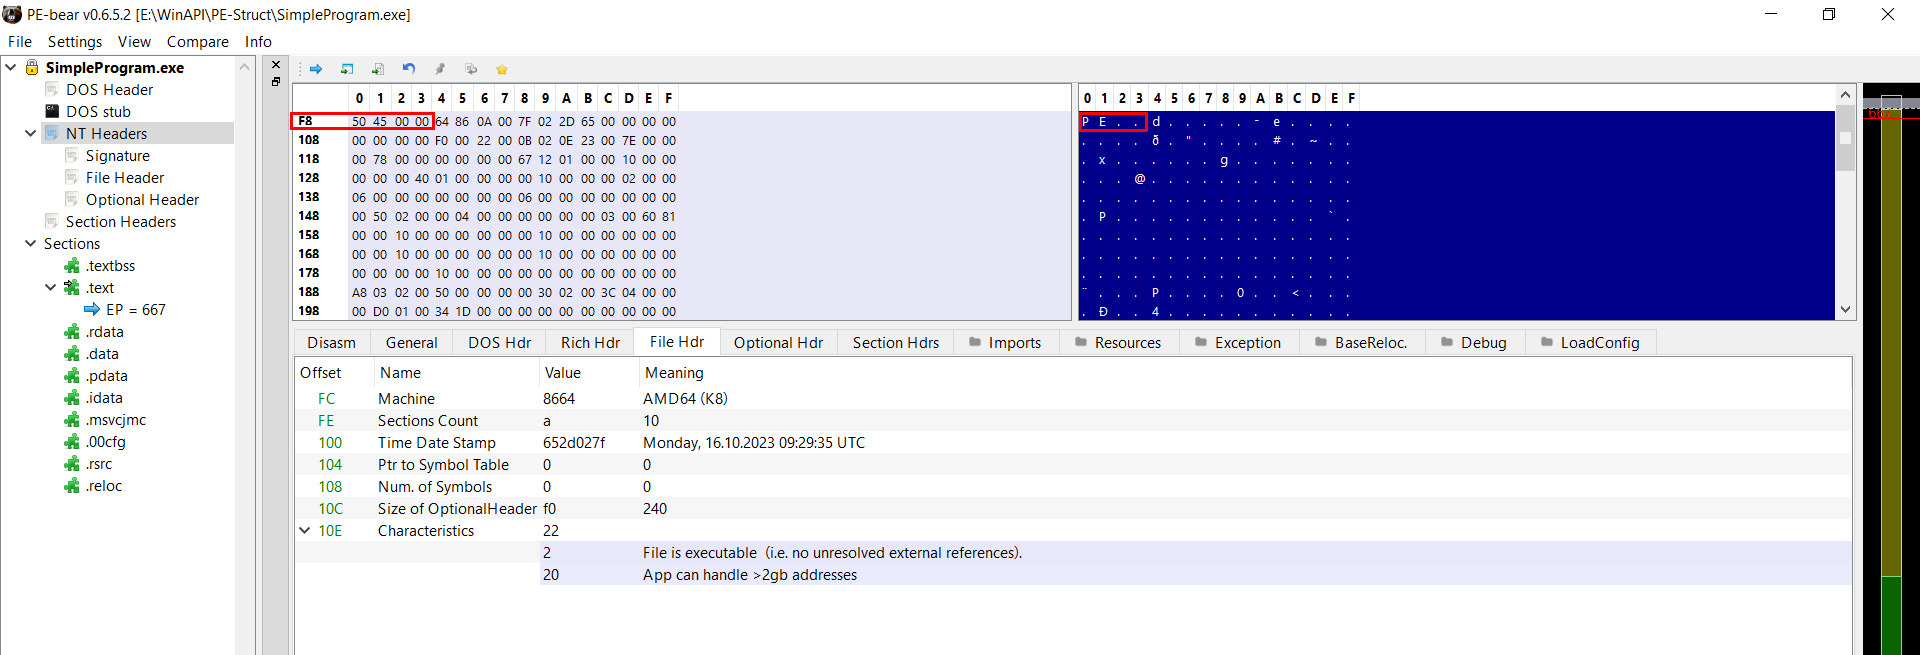 PE-bear v0.6.5.2 [E:\WinAPI\PE-Struct\SimpleProgram.exe]
File Settings View Compare Info
SimpleProgram.exe
DOS Header
DOS stub
NT Headers
Signature
File Header
Optional Header
Section Headers
Sections
.textbss
.text
EP = 667
.rdata
.data
.pdata
.idata
.msvcjmc
.00cfg
.rsrc
.reloc
0 1 2 3 4 5 6 7 8 9 A B C D E F
F8 50 45 00 00 64 86 0A 00 7F 02 2D 65 00 00 00 00
108 00 00 00 00 F0 00 22 00 0B 02 0E 23 00 7E 00 00
118 00 78 00 00 00 00 00 00 67 12 01 00 00 10 00 00
128 00 00 00 40 01 00 00 00 00 10 00 00 00 02 00 00
138 06 00 00 00 00 00 00 00 06 00 00 00 00 00 00 00
148 00 50 02 00 00 04 00 00 00 00 00 00 03 00 60 81
158 00 00 10 00 00 00 00 00 00 10 00 00 00 00 00 00
168 00 00 10 00 00 00 00 00 00 10 00 00 00 00 00 00
178 00 00 00 00 10 00 00 00 00 00 00 00 00 00 00 00
188 A8 03 02 00 50 00 00 00 00 30 02 00 3C 04 00 00
198 00 D0 01 00 34 1D 00 00 00 00 00 00 00 00 00 00
0 1 2 3 4 5 6 7 8 9 A B C D E F
P E . . d . . . . . - e . . . .
. . . . ð . " . . . . # . ~ . .
. x . . . . . . g . . . . . . .
. . . @ . . . . . . . . . . . .
. . . . . . . . . . . . . . . .
. P . . . . . . . . . . . . ` .
. . . . . . . . . . . . . . . .
. . . . . . . . . . . . . . . .
. . . . . . . . . . . . . . . .
¨ . . . P . . . . 0 . . < . . .
. Ð . . 4 . . . . . . . . . . .
Disasm General DOS Hdr Rich Hdr File Hdr Optional Hdr Section Hdrs Imports Resources Exception BaseReloc. Debug LoadConfig
Offset Name Value Meaning
FC Machine 8664 AMD64 (K8)
FE Sections Count a 10
100 Time Date Stamp 652d027f Monday, 16.10.2023 09:29:35 UTC
104 Ptr to Symbol Table 0 0
108 Num. of Symbols 0 0
10C Size of OptionalHeader f0 240
10E Characteristics 22
2 File is executable (i.e. no unresolved external references).
20 App can handle >2gb addresses